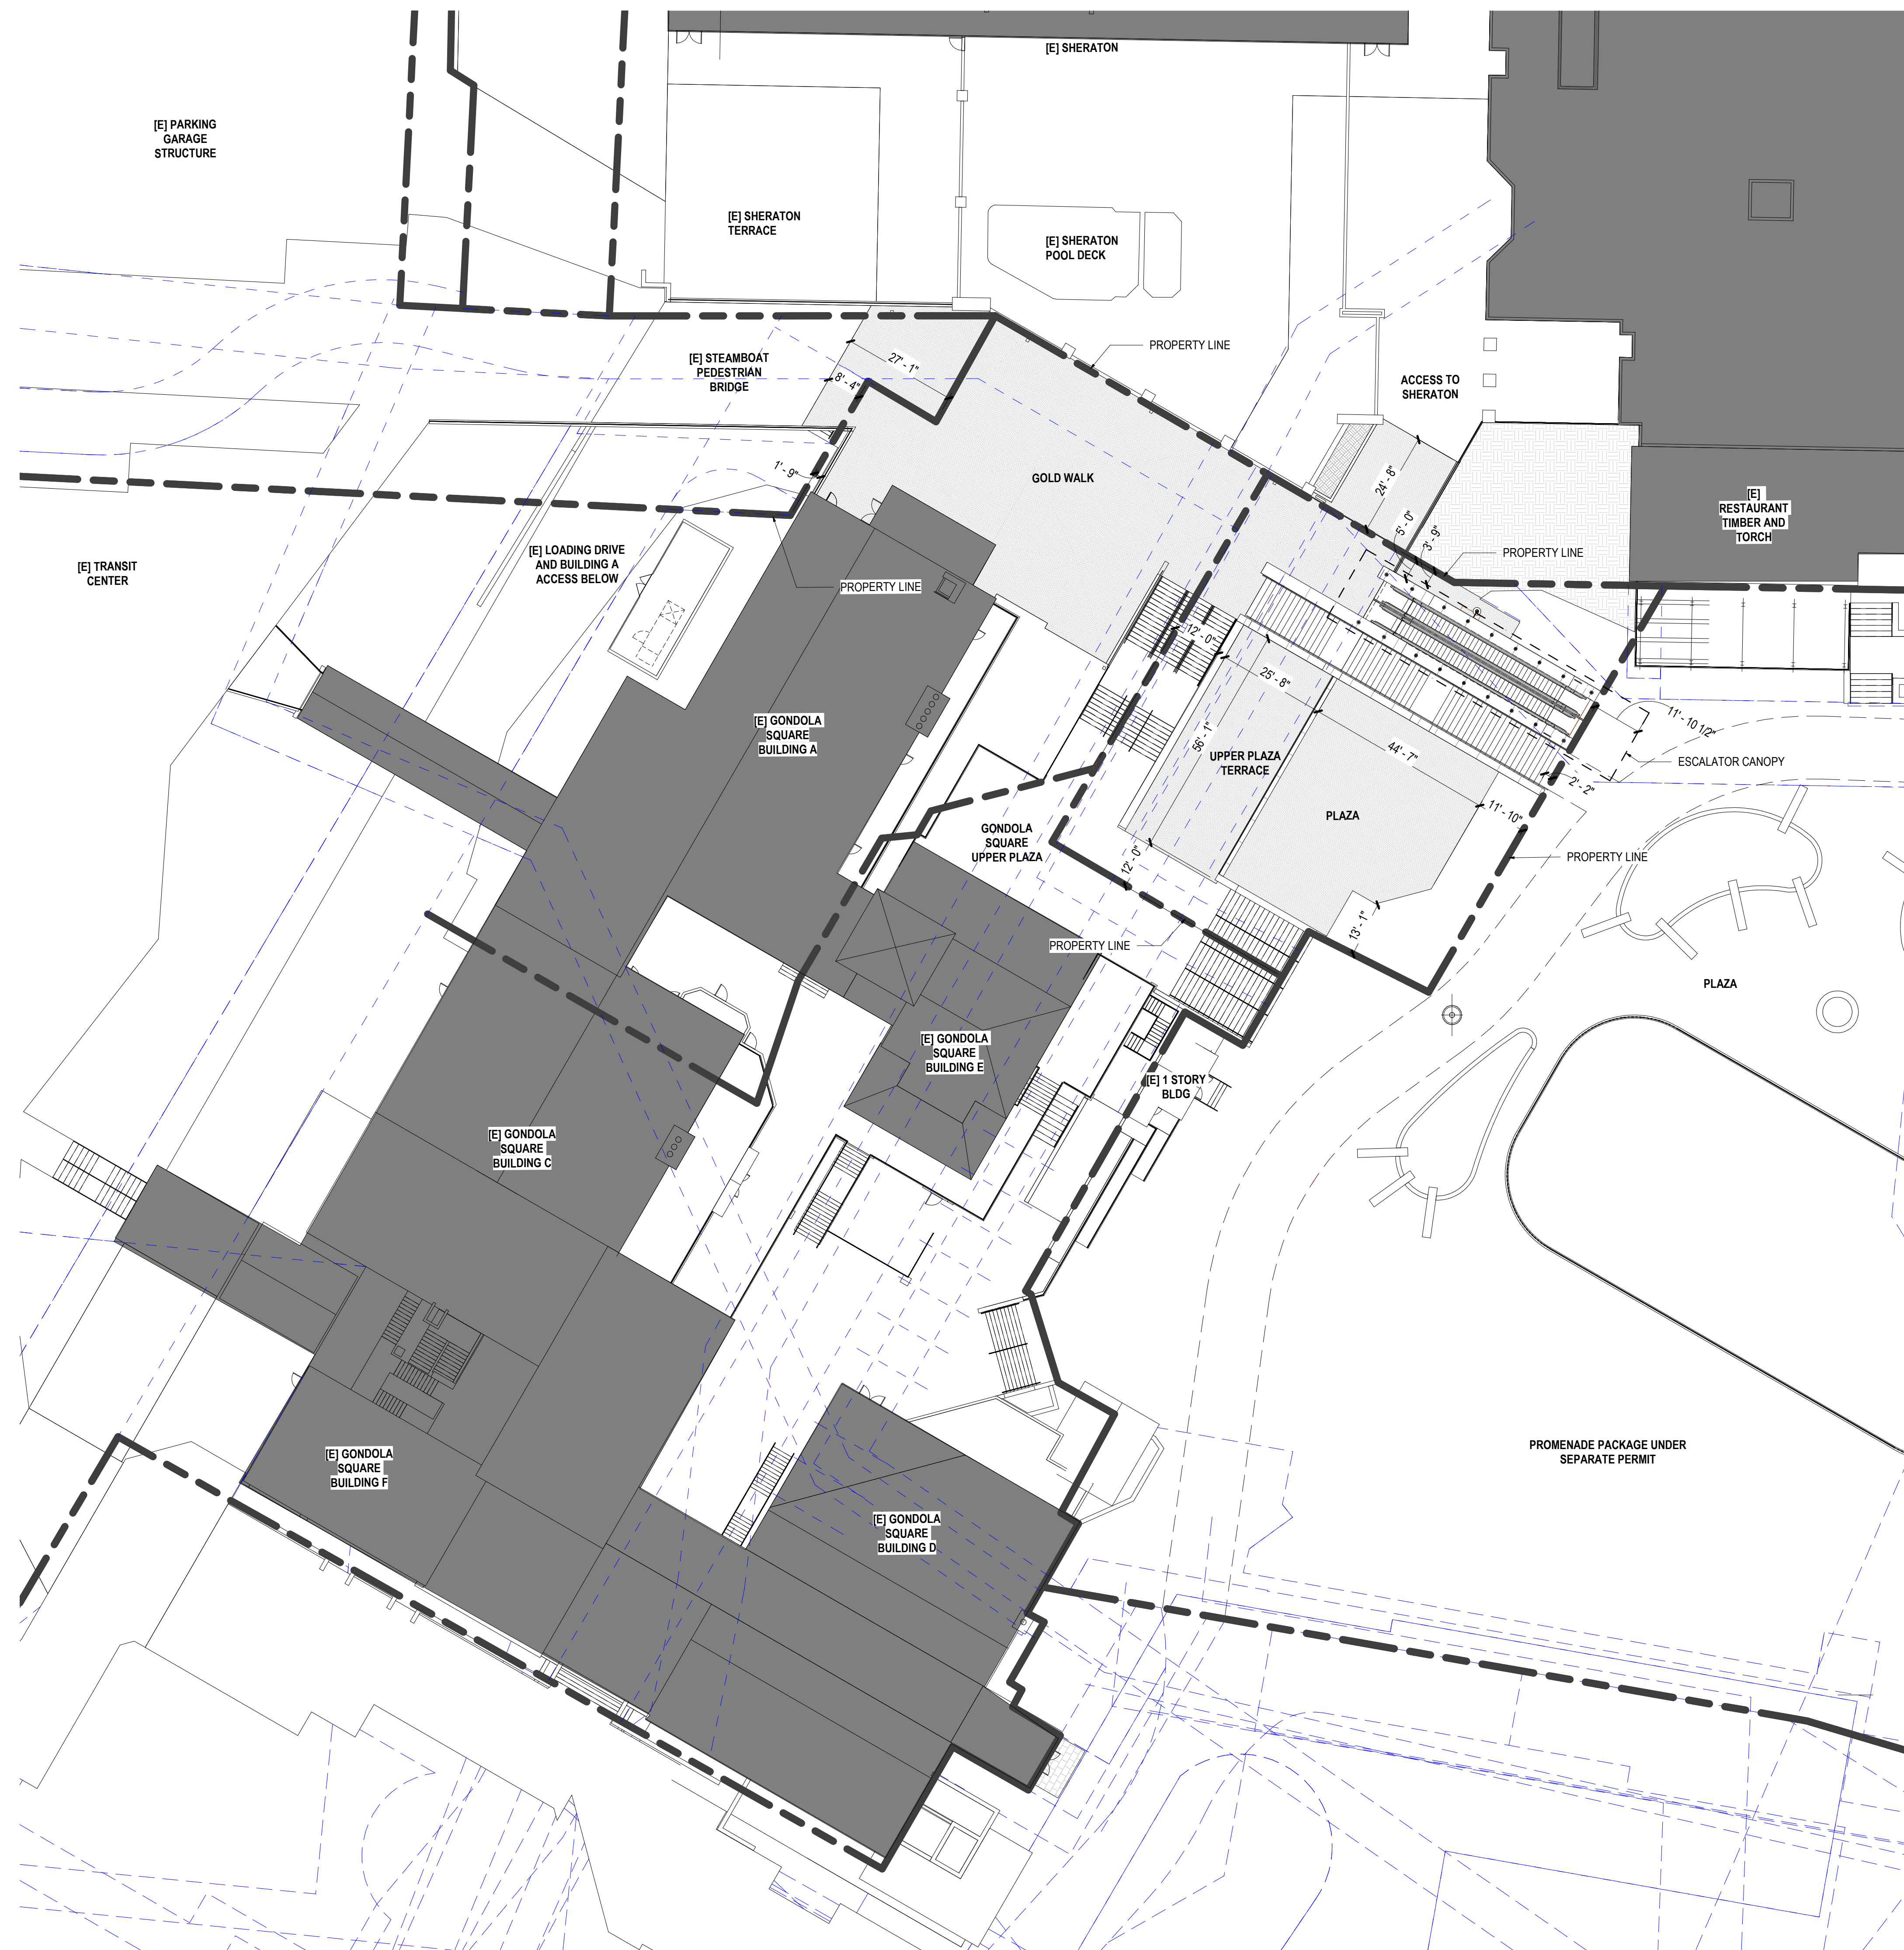 [E] SHERATON
[E] PARKING
GARAGE
STRUCTURE
[E] SHERATON
TERRACE
[E] SHERATON
POOL DECK
PROPERTY LINE
[E] STEAMBOAT
PEDESTRIAN
BRIDGE
27' - 1"
8' - 4"
ACCESS TO
SHERATON
1' - 9"
GOLD WALK
24' - 8"
[E]
RESTAURANT
TIMBER AND
TORCH
5' - 0"
3' - 9"
PROPERTY LINE
[E] LOADING DRIVE
AND BUILDING A
ACCESS BELOW
[E] TRANSIT
CENTER
PROPERTY LINE
12' - 0"
25' - 8"
[E] GONDOLA
SQUARE
BUILDING A
56' - 1"
UPPER PLAZA
TERRACE
44' - 7"
11' - 10 1/2"
ESCALATOR CANOPY
2' - 2"
11' - 10"
PLAZA
GONDOLA
SQUARE
UPPER PLAZA
12' - 0"
PROPERTY LINE
13' - 1"
PROPERTY LINE
PLAZA
[E] GONDOLA
SQUARE
BUILDING E
[E] 1 STORY
BLDG
[E] GONDOLA
SQUARE
BUILDING C
[E] GONDOLA
SQUARE
BUILDING F
PROMENADE PACKAGE UNDER
SEPARATE PERMIT
[E] GONDOLA
SQUARE
BUILDING D